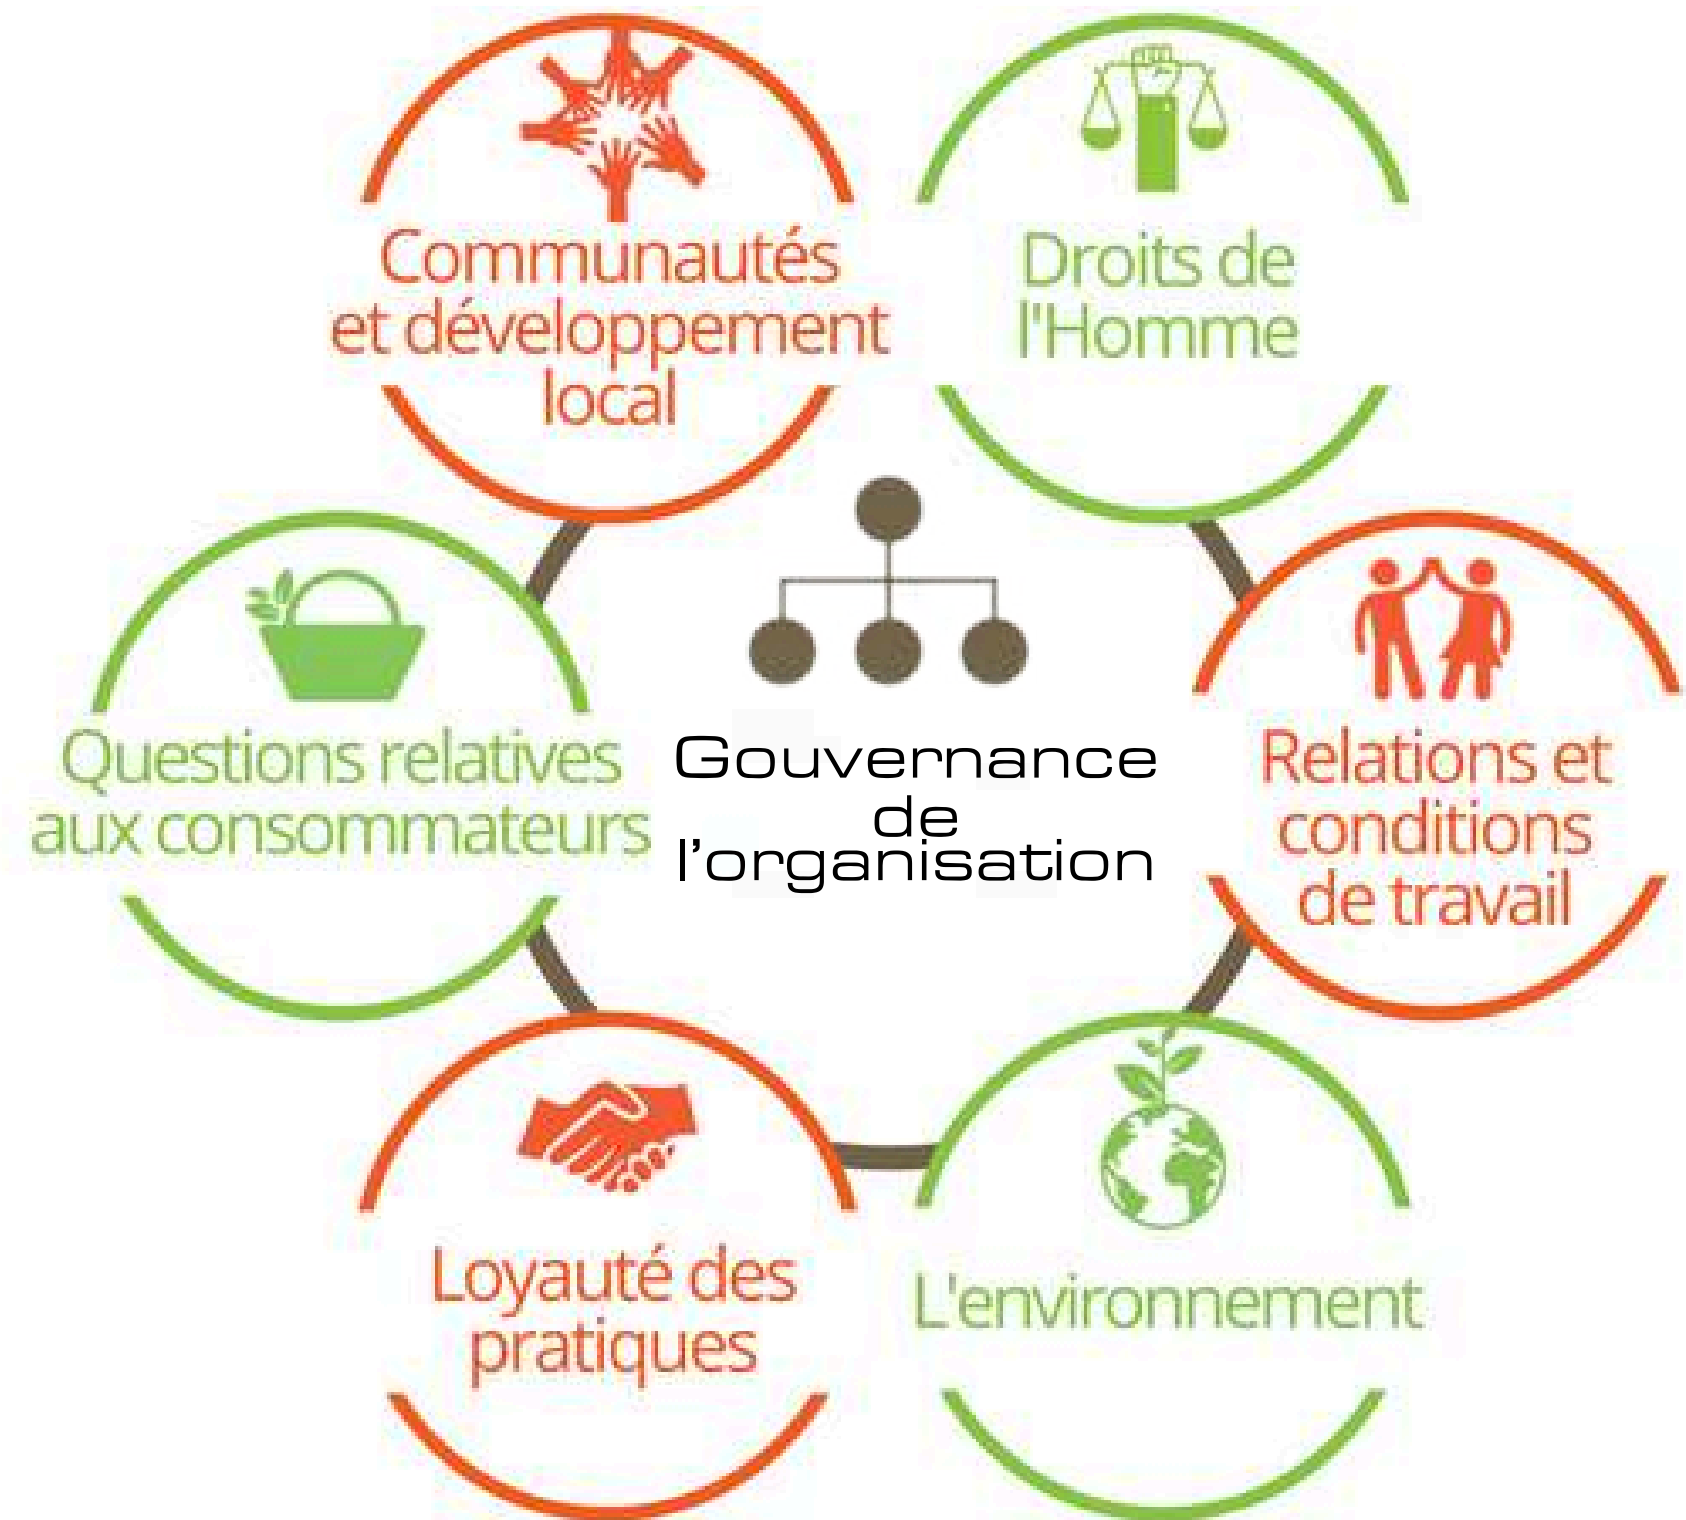 Communautés
et développement
local
Droits de
l'Homme
Questions relatives
aux consommateurs
Gouvernance
de
l’organisation
Relations et
conditions
de travail
Loyauté des
pratiques
L'environnement